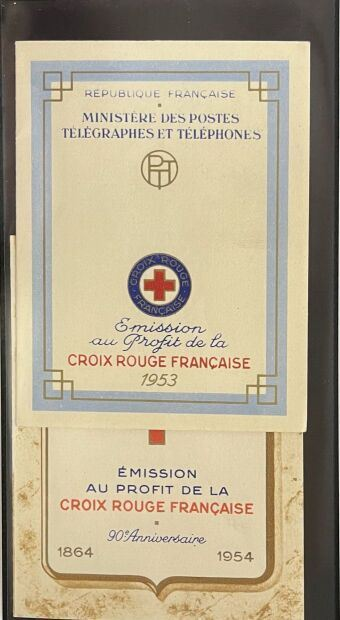 RÉPUBLIQUE FRANÇAISE
MINISTÈRE DES POSTES
TÉLÉGRAPHES ET TÉLÉPHONES
PTT
CROIX ROUGE
FRANÇAISE
Emission
au Profit de la
CROIX ROUGE FRANÇAISE
1953
ÉMISSION
AU PROFIT DE LA
CROIX ROUGE FRANÇAISE
90e Anniversaire
1864 1954